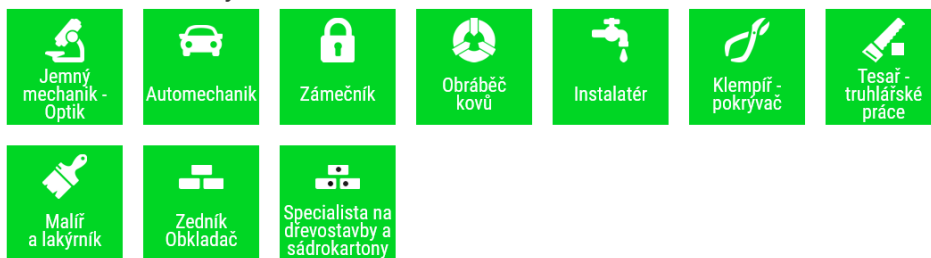 Jemný
mechanik -
Optik
Automechanik
Zámečník
Obráběč
kovů
Instalatér
Klempíř -
pokrývač
Tesař -
truhlářské
práce
Malíř
a lakýrník
Zedník
Obkladač
Specialista na
dřevostavby a
sádrokartony